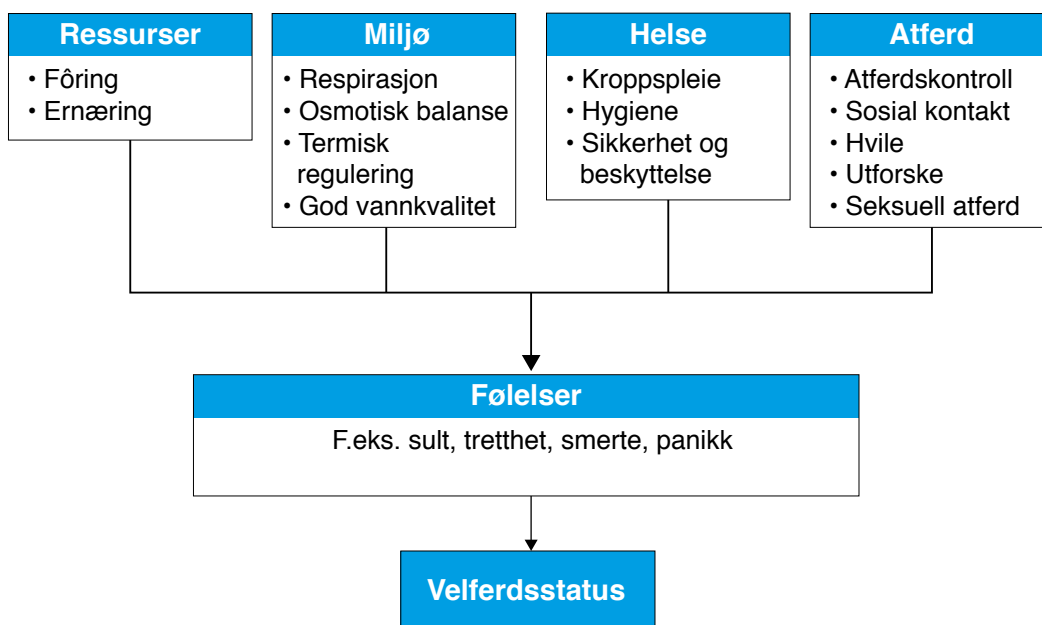 Ressurser
• Fôring
• Ernæring
Miljø
• Respirasjon
• Osmotisk balanse
• Termisk
regulering
• God vannkvalitet
Helse
• Kroppspleie
• Hygiene
• Sikkerhet og
beskyttelse
Atferd
• Atferdskontroll
• Sosial kontakt
• Hvile
• Utforske
• Seksuell atferd
Følelser
F.eks. sult, tretthet, smerte, panikk
Velferdsstatus